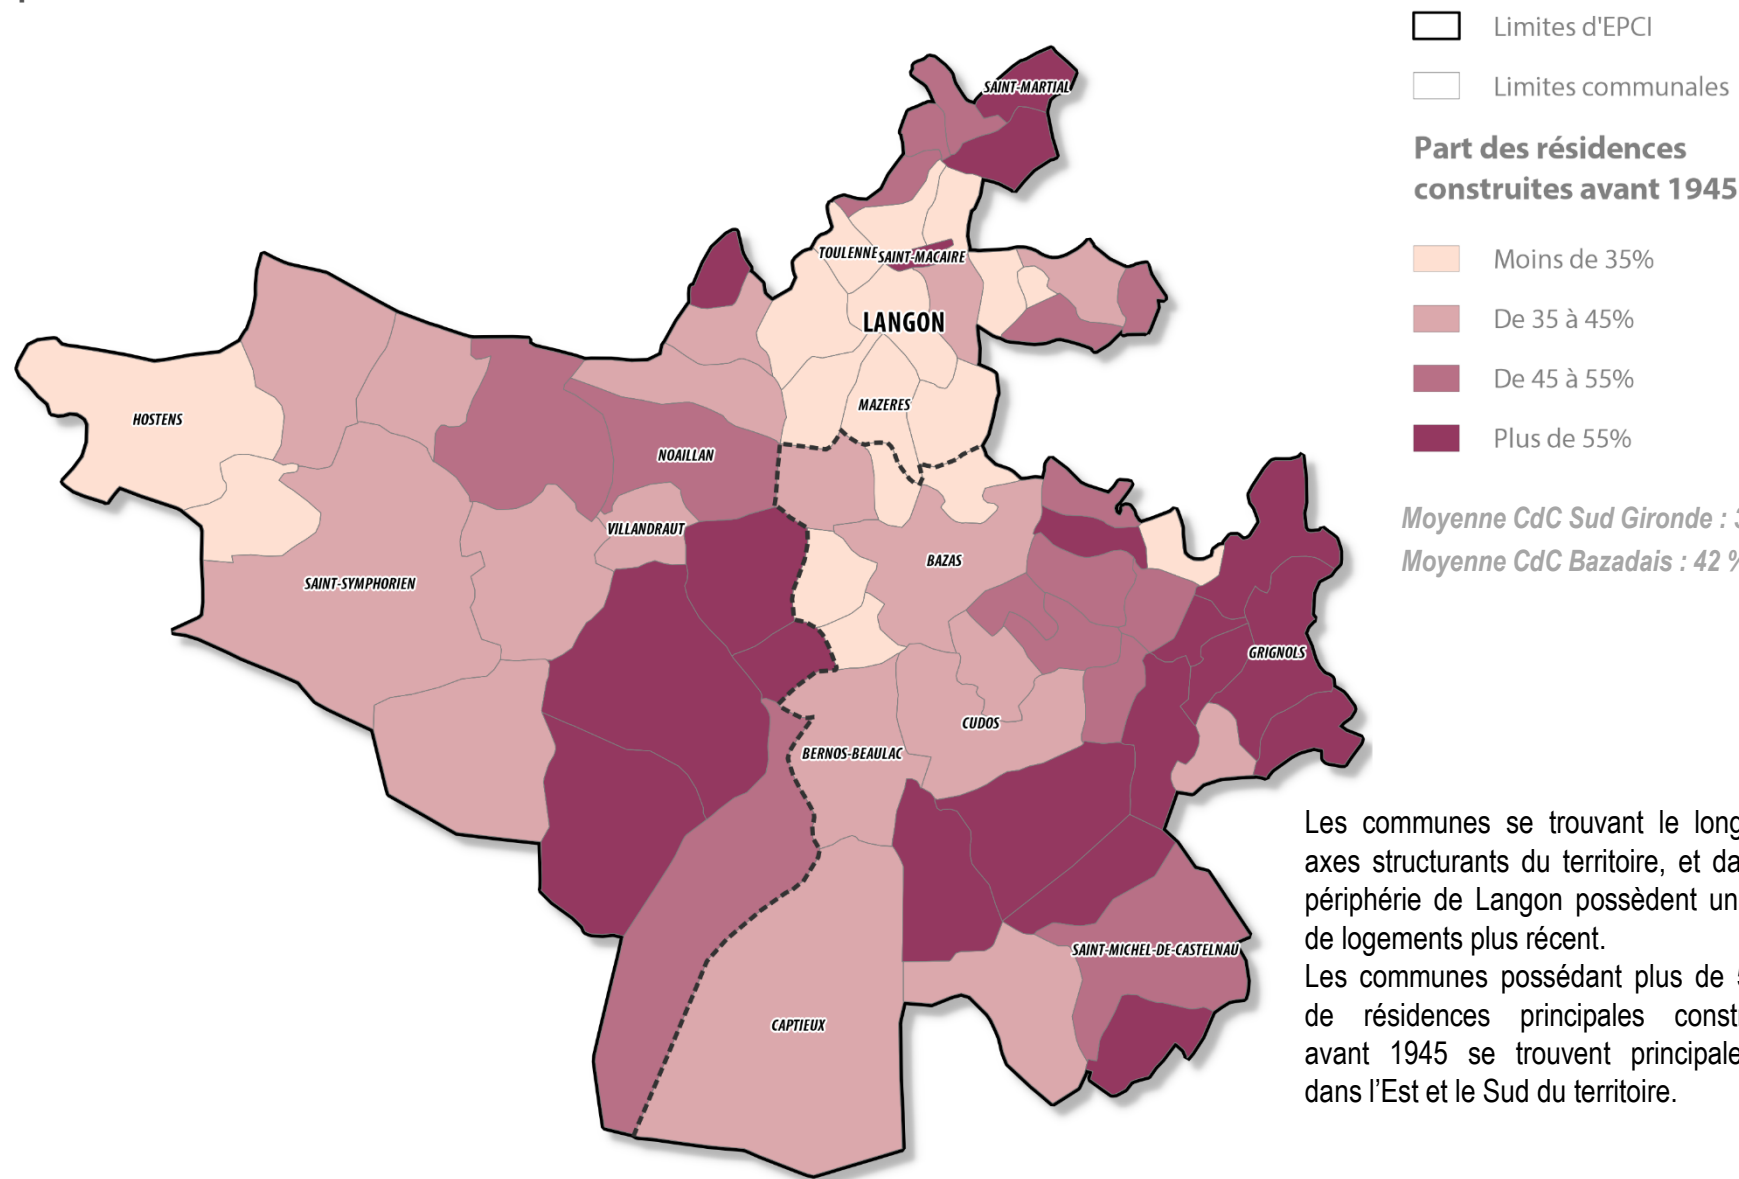 Limites d'EPCI
Limites communales
Part des résidences
construites avant 1945
Moins de 35%
De 35 à 45%
De 45 à 55%
Plus de 55%
Moyenne CdC Sud Gironde :
Moyenne CdC Bazadais : 42 %
SAINT-MARTIAL
TOULENNE
SAINT-MACAIRE
LANGON
HOSTENS
MAZERES
NOAILLAN
VILLANDRAUT
BAZAS
SAINT-SYMPHORIEN
GRIGNOLS
CUDOS
BERNOS-BEAULAC
SAINT-MICHEL-DE-CASTELNAU
CAPTIEUX
Les communes se trouvant le long
axes structurants du territoire, et
périphérie de Langon possèdent
de logements plus récent.
Les communes possédant plus de
de résidences principales
avant 1945 se trouvent
dans l'Est et le Sud du territoire.